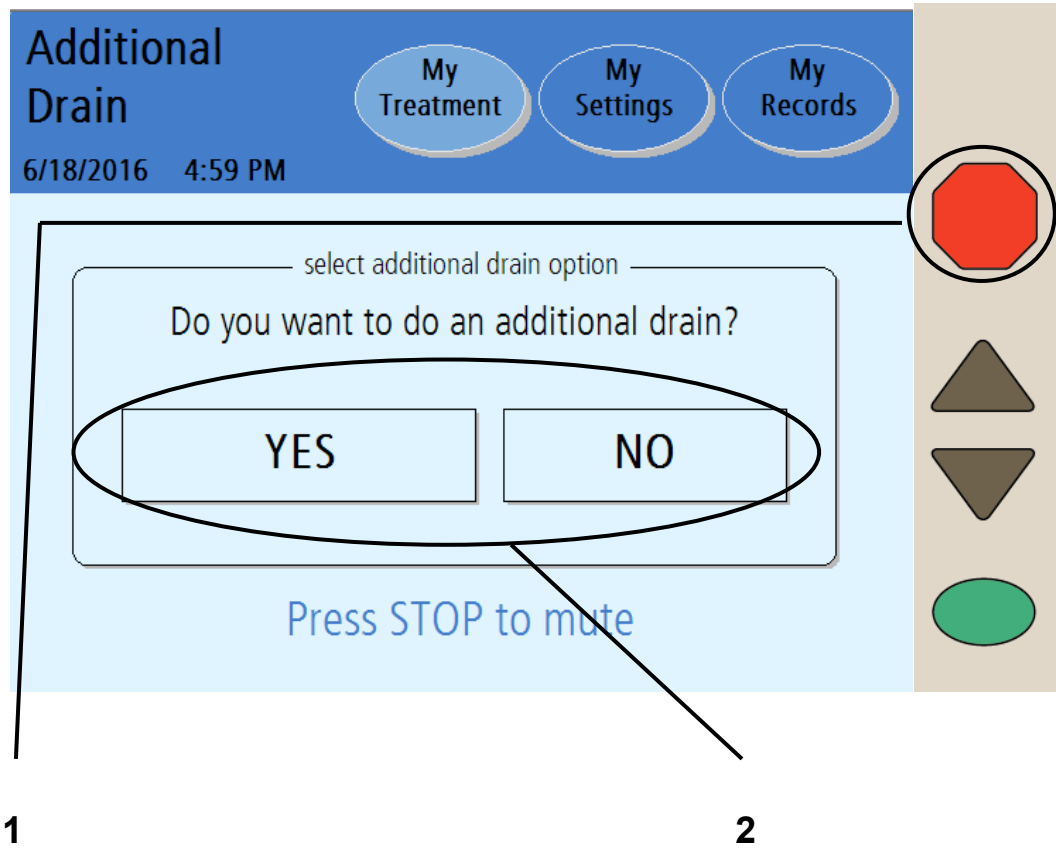 Additional
Drain
6/18/2016 4:59 PM
My
Treatment
My
Settings
My
Records
select additional drain option
Do you want to do an additional drain?
YES
NO
Press STOP to mute
1
2